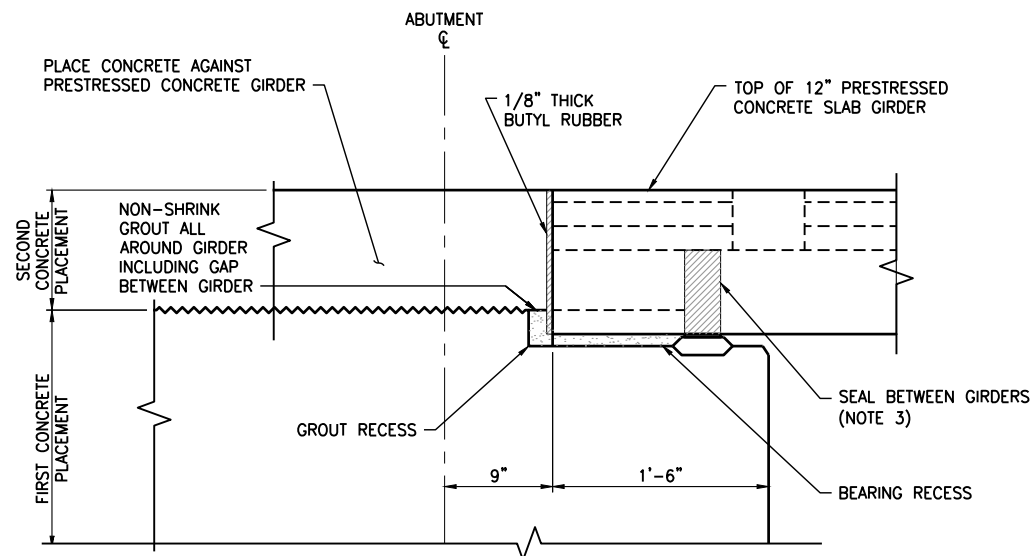 ABUTMENT
℄
PLACE CONCRETE AGAINST
PRESTRESSED CONCRETE GIRDER
1/8" THICK
BUTYL RUBBER
TOP OF 12" PRESTRESSED
CONCRETE SLAB GIRDER
SECOND
CONCRETE
PLACEMENT
NON-SHRINK
GROUT ALL
AROUND GIRDER
INCLUDING GAP
BETWEEN GIRDER
FIRST CONCRETE
PLACEMENT
GROUT RECESS
SEAL BETWEEN GIRDERS
(NOTE 3)
9"
1'-6"
BEARING RECESS